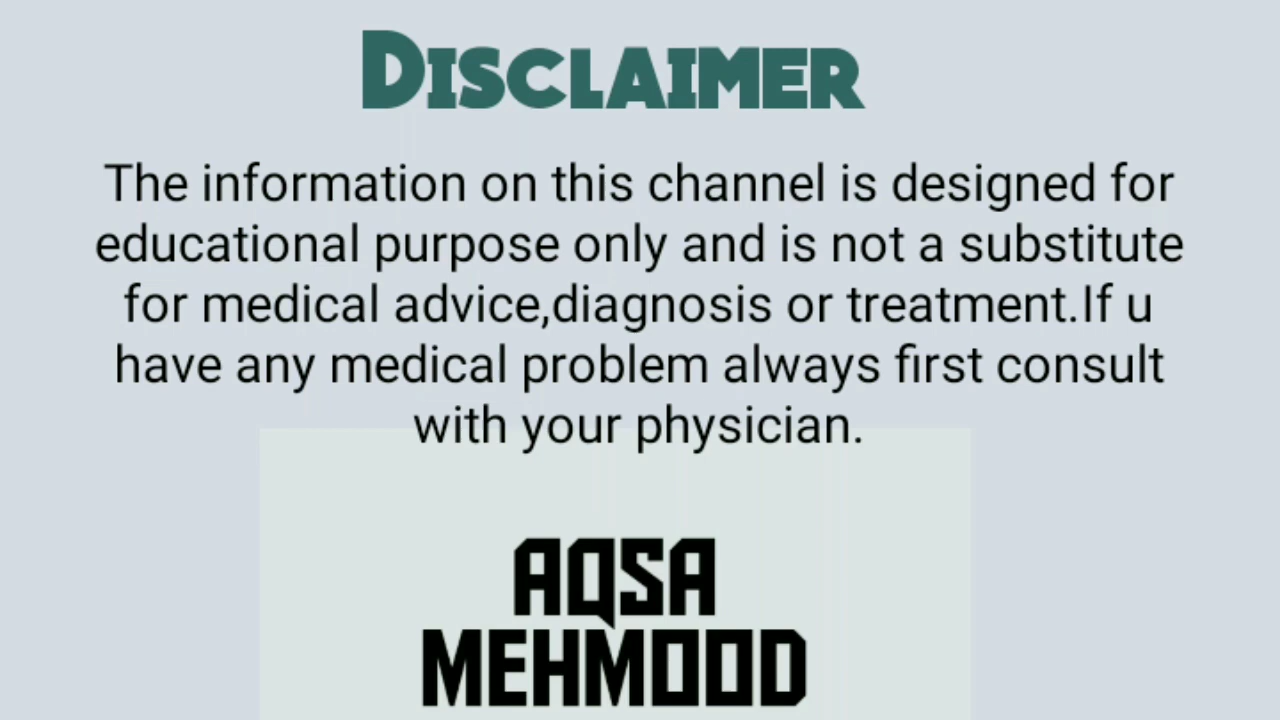 DISCLAIMER
The information on this channel is designed for
educational purpose only and is not a substitute
for medical advice,diagnosis or treatment.If u
have any medical problem always first consult
with your physician.
AQSA
MEHMOOD